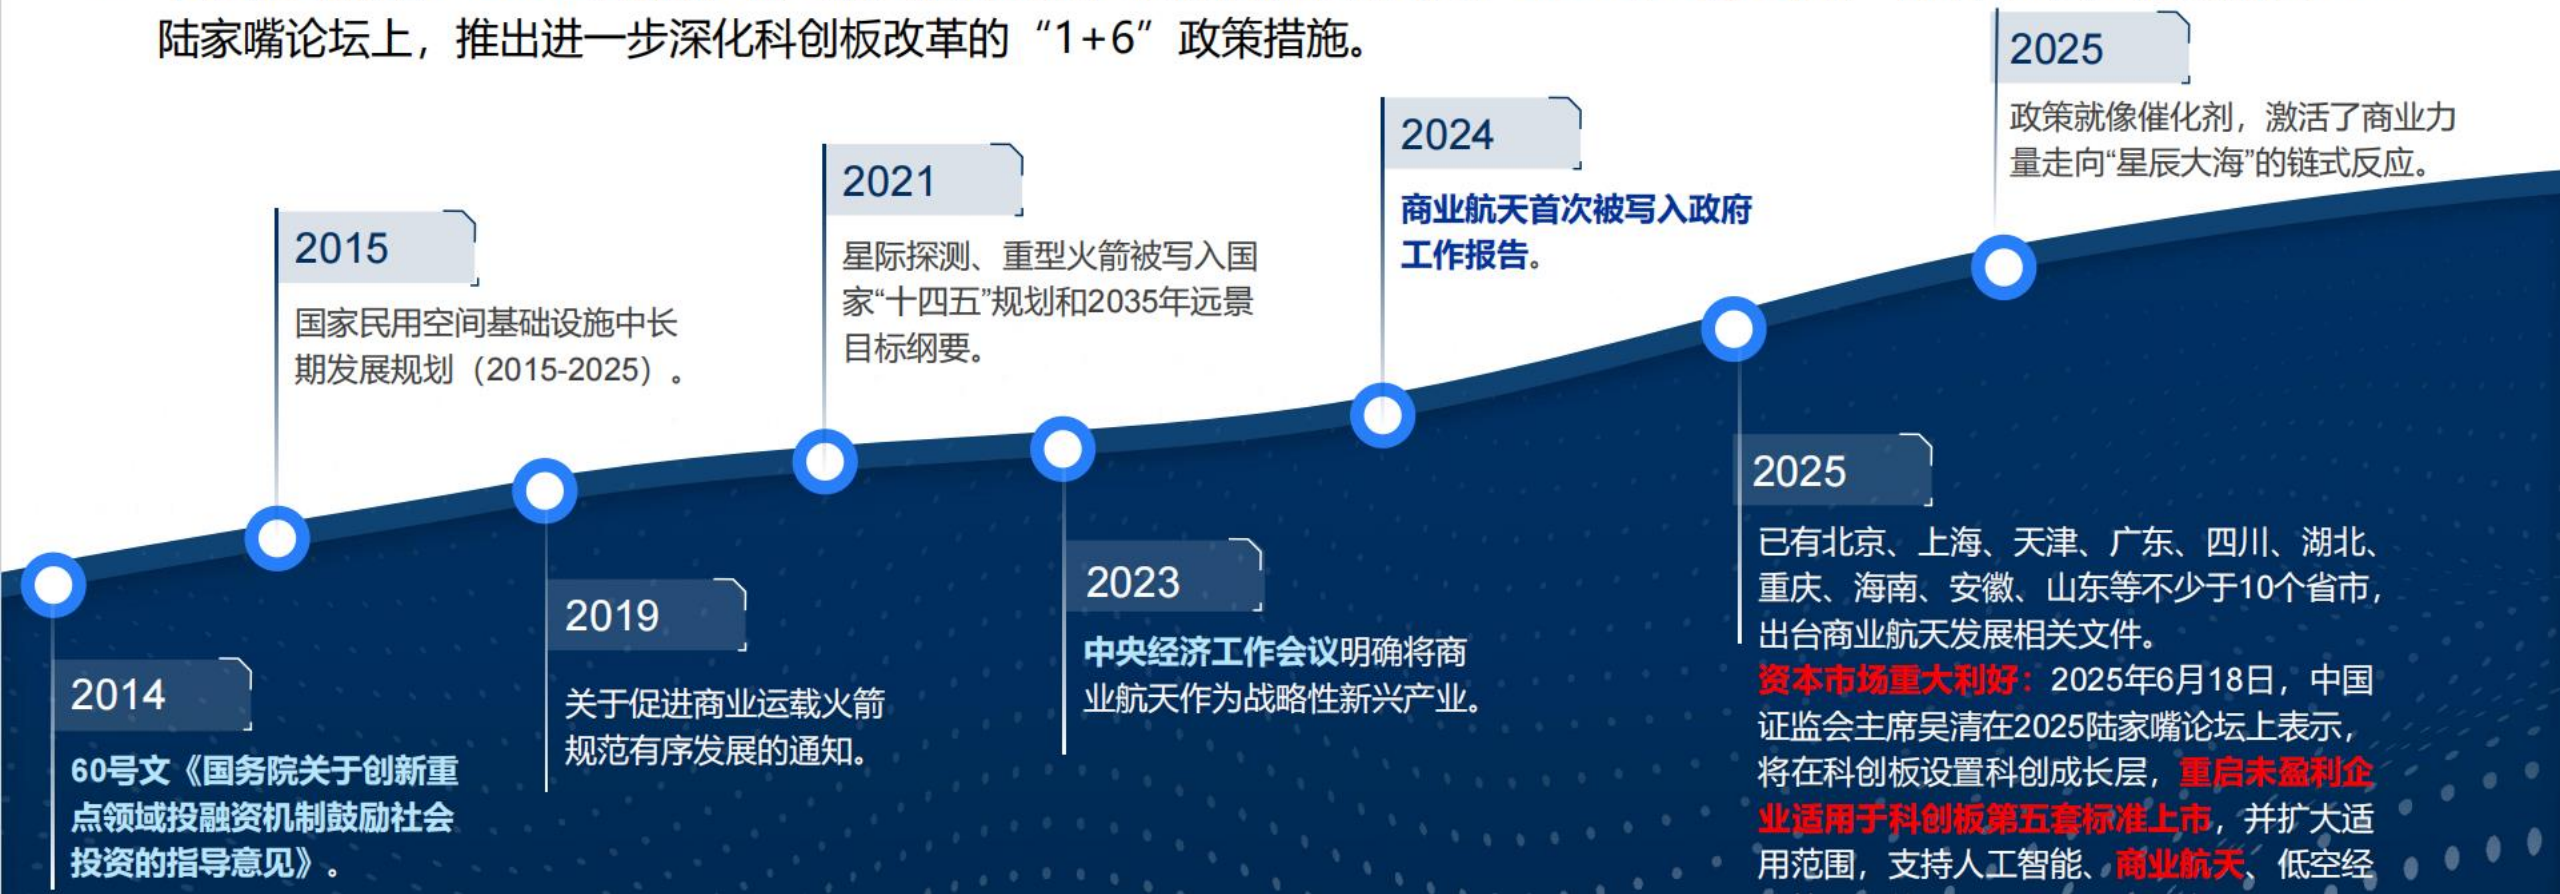 陆家嘴论坛上，推出进一步深化科创板改革的“1+6”政策措施。
2014
60号文《国务院关于创新重
点领域投融资机制鼓励社会
投资的指导意见》。
2015
国家民用空间基础设施中长
期发展规划（2015-2025）。
2019
关于促进商业运载火箭
规范有序发展的通知。
2021
星际探测、重型火箭被写入国
家“十四五”规划和2035年远景
目标纲要。
2023
中央经济工作会议明确将商
业航天作为战略性新兴产业。
2024
商业航天首次被写入政府
工作报告。
2025
已有北京、上海、天津、广东、四川、湖北、
重庆、海南、安徽、山东等不少于10个省市，
出台商业航天发展相关文件。
资本市场重大利好：2025年6月18日，中国
证监会主席吴清在2025陆家嘴论坛上表示，
将在科创板设置科创成长层，重启未盈利企
业适用于科创板第五套标准上市，并扩大适
用范围，支持人工智能、商业航天、低空经
2025
政策就像催化剂，激活了商业力
量走向“星辰大海”的链式反应。